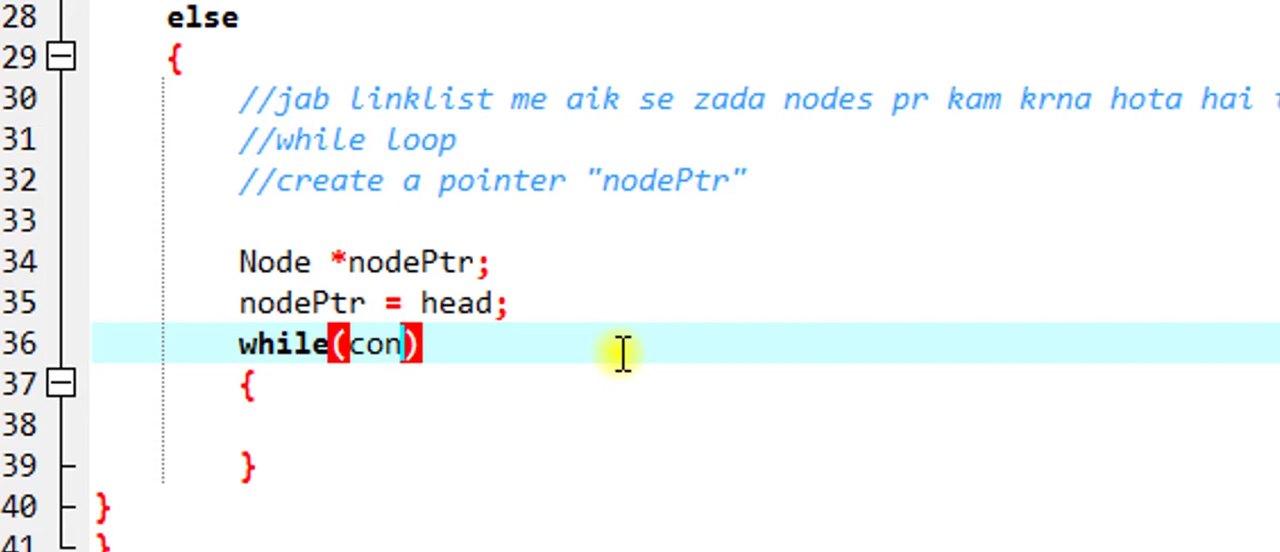 28 else
29 {
30 //jab linklist me aik se zada nodes pr kam krna hota hai
31 //while loop
32 //create a pointer "nodePtr"
33
34 Node *nodePtr;
35 nodePtr = head;
36 while(con)
37 {
38
39 }
40 }
41 }